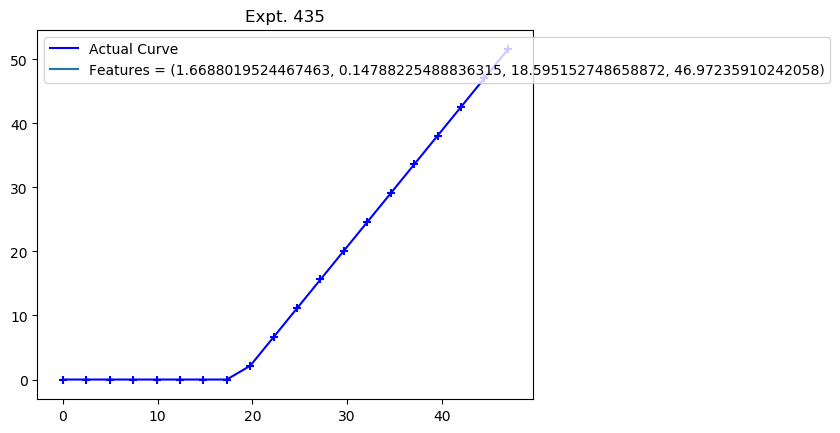 Expt. 435
Actual Curve
Features = (1.6688019524467463, 0.14788225488836315, 18.595152748658872, 46.97235910242058)
50
40
30
20
10
0
0 10 20 30 40